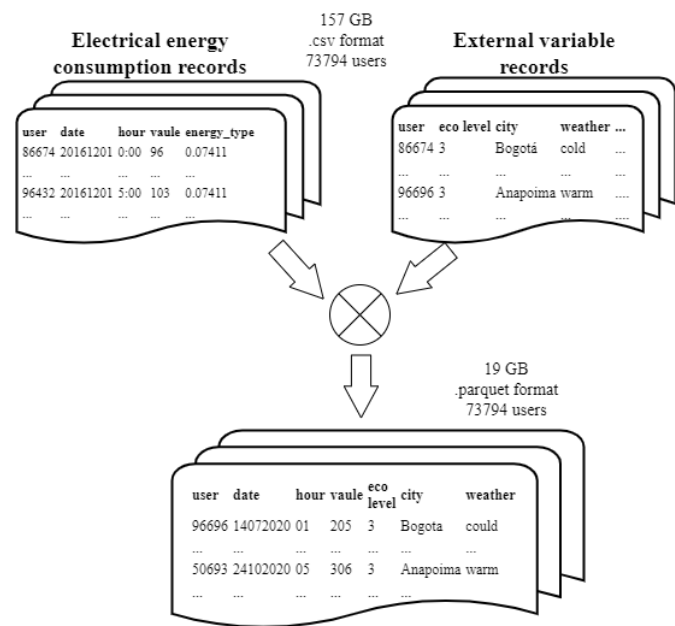 157 GB
.csv format
73794 users
Electrical energy
consumption records
External variable
records
user date hour vaule energy_type
86674 20161201 0:00 96 0.07411
... ... ... ... ...
96432 20161201 5:00 103 0.07411
... ... ... ... ...
user eco level city weather ...
86674 3 Bogotá cold ...
... ... ... ... ...
96696 3 Anapoima warm ....
... ... ... ... ...
19 GB
.parquet format
73794 users
user date hour vaule eco level city weather
96696 14072020 01 205 3 Bogota could
... ... ... ... ... ... ...
50693 24102020 05 306 3 Anapoima warm
... ... ... ... ... ... ...